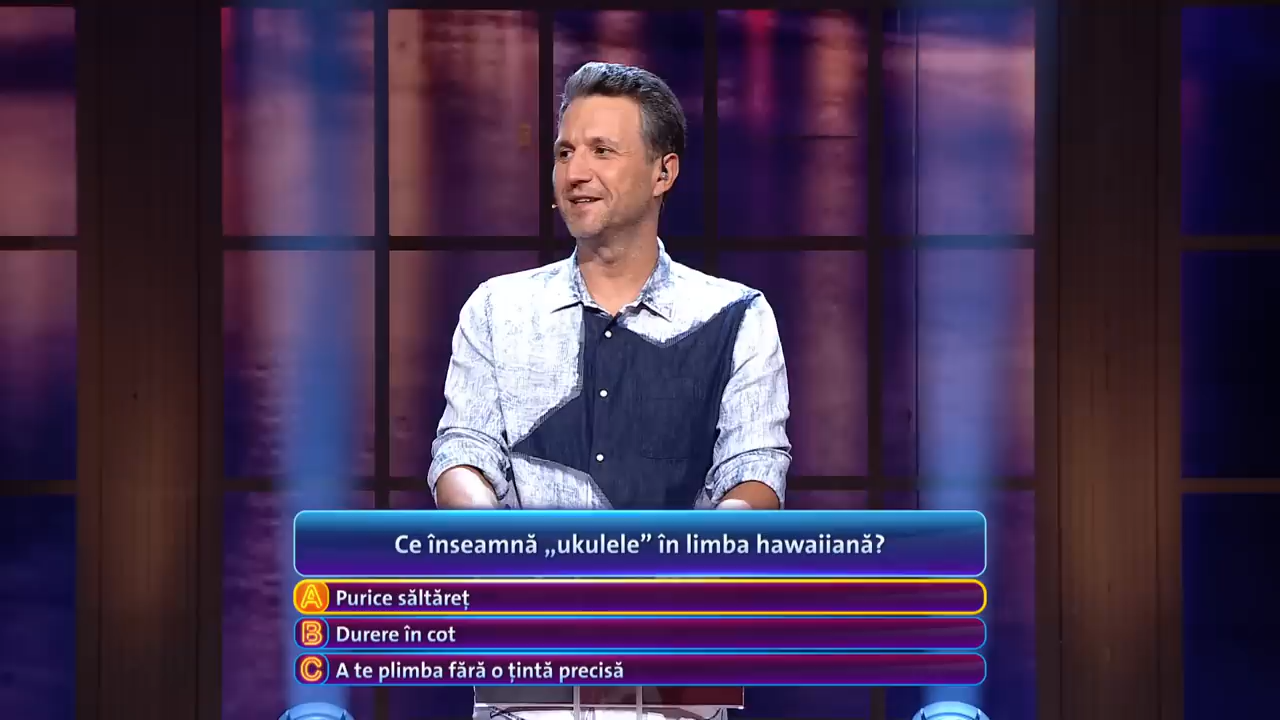 Ce înseamnă „ukulele” în limba hawaiiană?
A Purice săltăreț
B Durere în cot
C A te plimba fără o țintă precisă